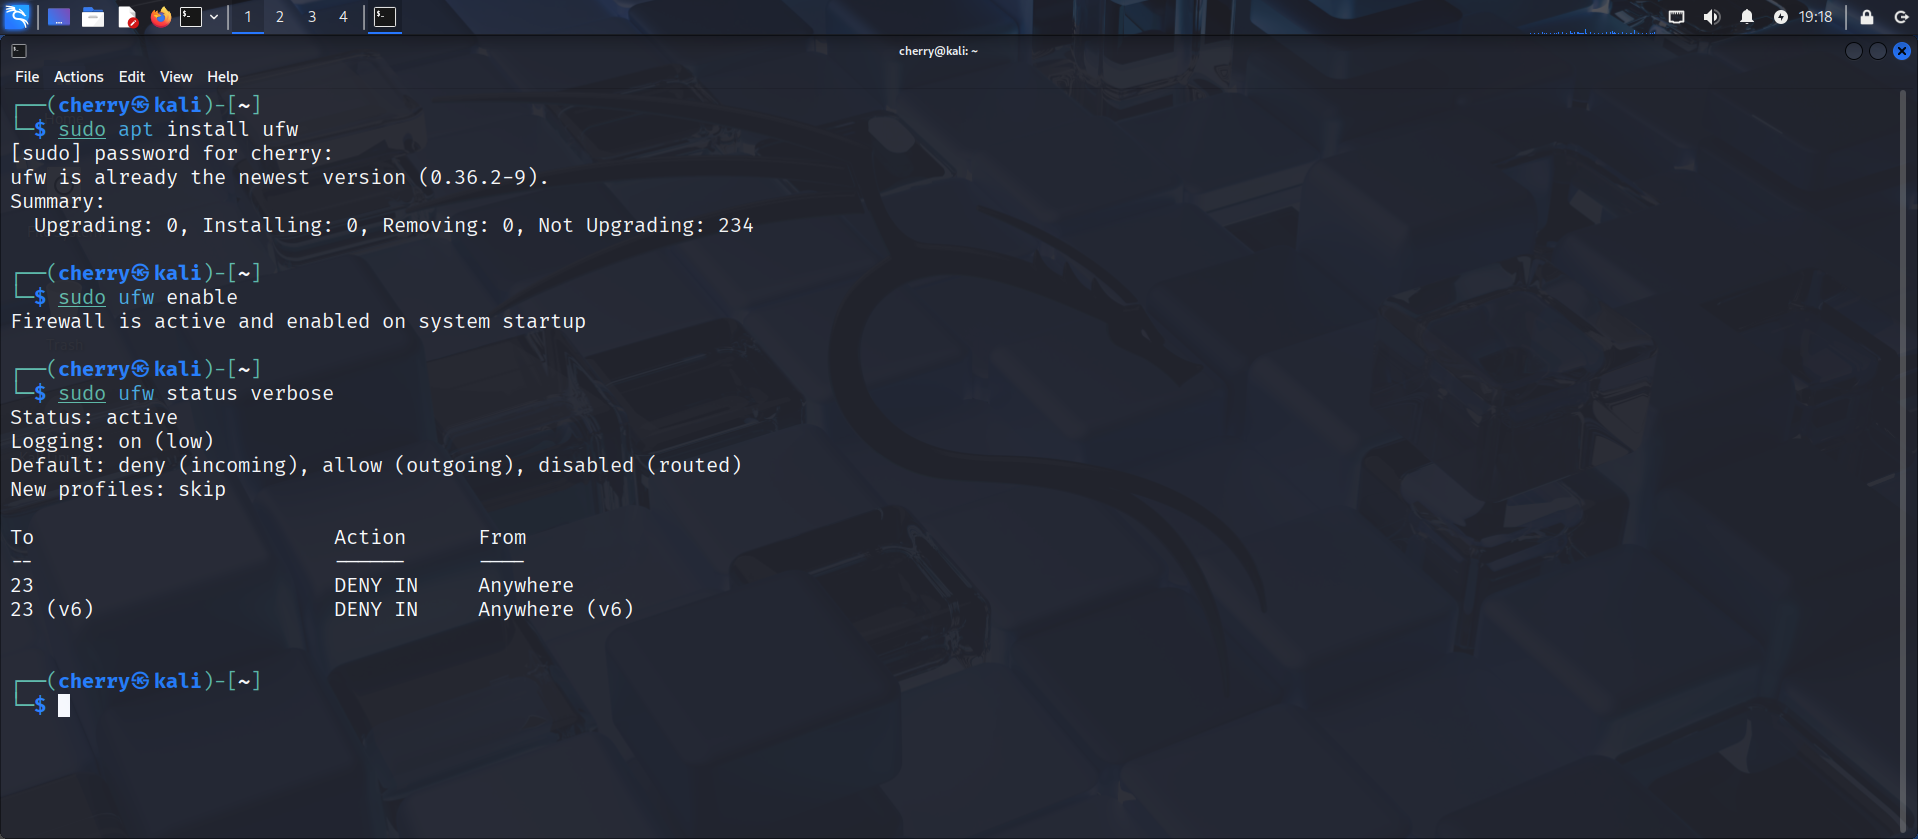 1 2 3 4 19:18
cherry@kali: ~
File Actions Edit View Help
┌──(cherry㉿kali)-[~]
└─$ sudo apt install ufw
[sudo] password for cherry:
ufw is already the newest version (0.36.2-9).
Summary:
  Upgrading: 0, Installing: 0, Removing: 0, Not Upgrading: 234
┌──(cherry㉿kali)-[~]
└─$ sudo ufw enable
Firewall is active and enabled on system startup
┌──(cherry㉿kali)-[~]
└─$ sudo ufw status verbose
Status: active
Logging: on (low)
Default: deny (incoming), allow (outgoing), disabled (routed)
New profiles: skip
To                         Action      From
--                         ------      ----
23                         DENY IN     Anywhere
23 (v6)                    DENY IN     Anywhere (v6)
┌──(cherry㉿kali)-[~]
└─$